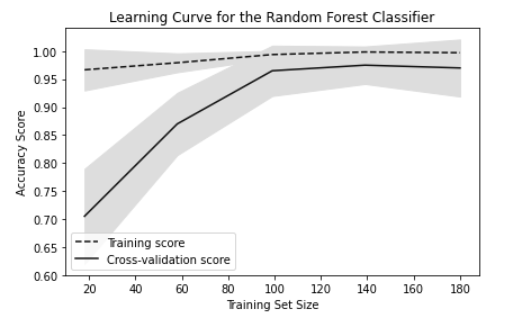 Learning Curve for the Random Forest Classifier
1.00
0.95
0.90
0.85
0.80
0.75
0.70
0.65
0.60
Accuracy Score
Training score
Cross-validation score
20 40 60 80 100 120 140 160 180
Training Set Size